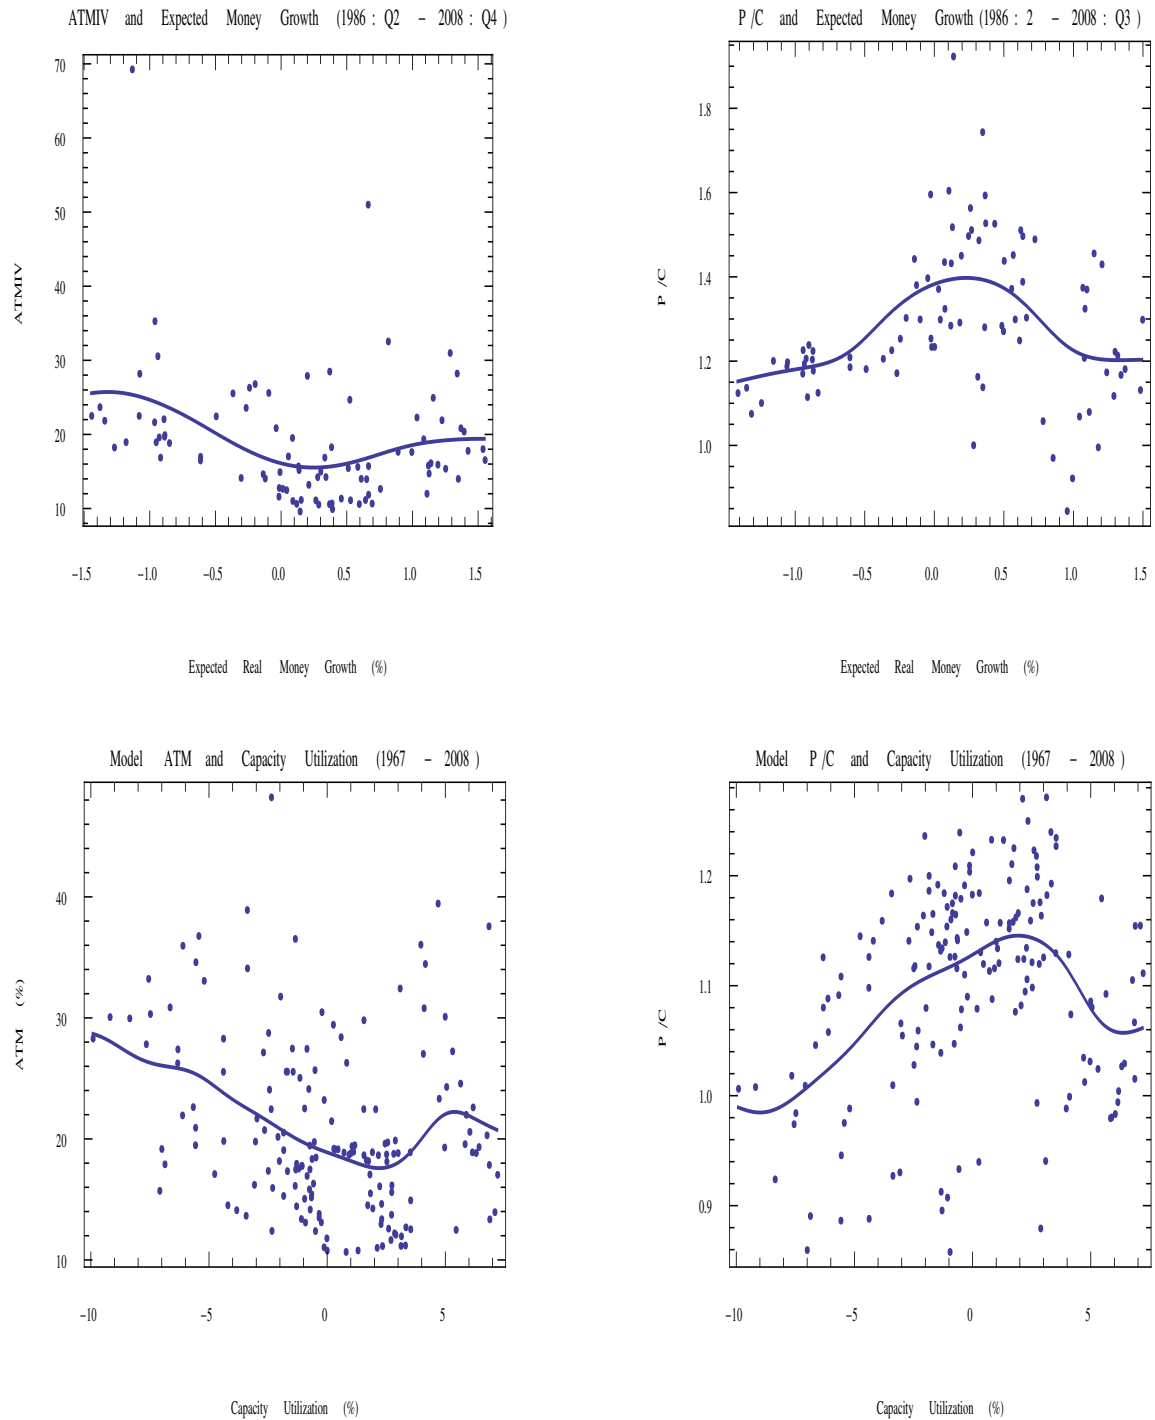 ATMIV and Expected Money Growth (1986 : Q2 – 2008 : Q4 )
70
60
50
40
30
20
10
ATMIV
−1.5 −1.0 −0.5 0.0 0.5 1.0 1.5
Expected Real Money Growth (%)
P /C and Expected Money Growth (1986 : 2 – 2008 : Q3 )
1.8
1.6
1.4
1.2
1.0
P /C
−1.0 −0.5 0.0 0.5 1.0 1.5
Expected Real Money Growth (%)
Model ATM and Capacity Utilization (1967 – 2008 )
40
30
20
10
ATM (%)
−10 −5 0 5
Capacity Utilization (%)
Model P /C and Capacity Utilization (1967 – 2008 )
1.2
1.1
1.0
0.9
P /C
−10 −5 0 5
Capacity Utilization (%)